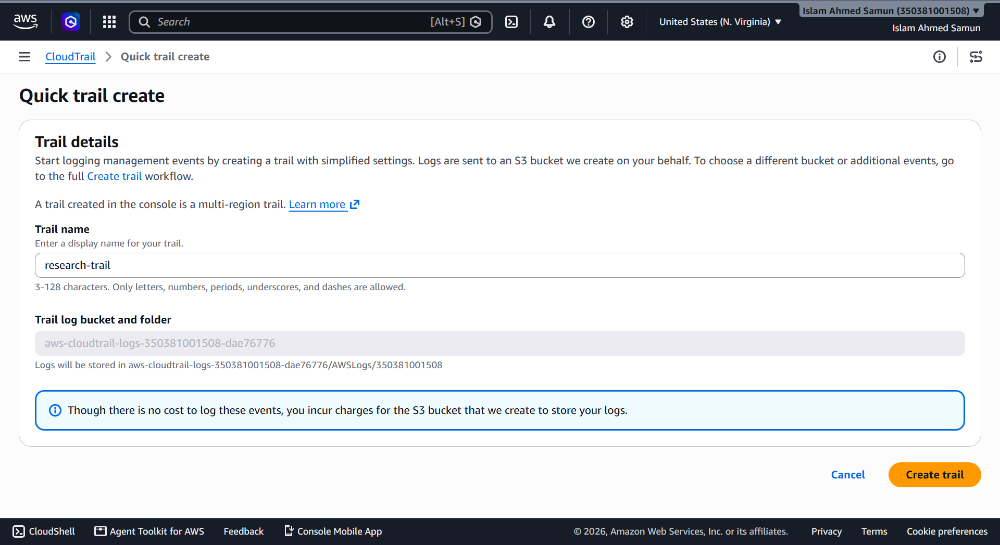 aws
Search
[Alt+S]
United States (N. Virginia)
Islam Ahmed Samun (350381001508)
Islam Ahmed Samun
CloudTrail
Quick trail create
Quick trail create
Trail details
Start logging management events by creating a trail with simplified settings. Logs are sent to an S3 bucket we create on your behalf. To choose a different bucket or additional events, go
to the full Create trail workflow.
A trail created in the console is a multi-region trail. Learn more
Trail name
Enter a display name for your trail.
research-trail
3-128 characters. Only letters, numbers, periods, underscores, and dashes are allowed.
Trail log bucket and folder
aws-cloudtrail-logs-350381001508-dae76776
Logs will be stored in aws-cloudtrail-logs-350381001508-dae76776/AWSLogs/350381001508
Though there is no cost to log these events, you incur charges for the S3 bucket that we create to store your logs.
Cancel
Create trail
CloudShell
Agent Toolkit for AWS
Feedback
Console Mobile App
© 2026, Amazon Web Services, Inc. or its affiliates.
Privacy
Terms
Cookie preferences